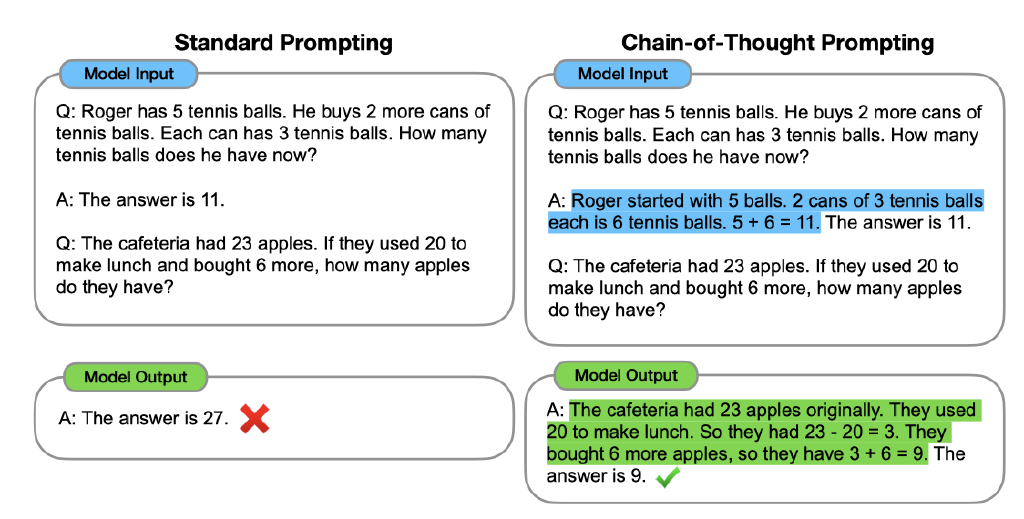 Standard Prompting
Model Input
Q: Roger has 5 tennis balls. He buys 2 more cans of
tennis balls. Each can has 3 tennis balls. How many
tennis balls does he have now?
A: The answer is 11.
Q: The cafeteria had 23 apples. If they used 20 to
make lunch and bought 6 more, how many apples
do they have?
Model Output
A: The answer is 27.
Chain-of-Thought Prompting
Model Input
Q: Roger has 5 tennis balls. He buys 2 more cans of
tennis balls. Each can has 3 tennis balls. How many
tennis balls does he have now?
A: Roger started with 5 balls. 2 cans of 3 tennis balls
each is 6 tennis balls. 5 + 6 = 11. The answer is 11.
Q: The cafeteria had 23 apples. If they used 20 to
make lunch and bought 6 more, how many apples
do they have?
Model Output
A: The cafeteria had 23 apples originally. They used
20 to make lunch. So they had 23 - 20 = 3. They
bought 6 more apples, so they have 3 + 6 = 9. The
answer is 9.